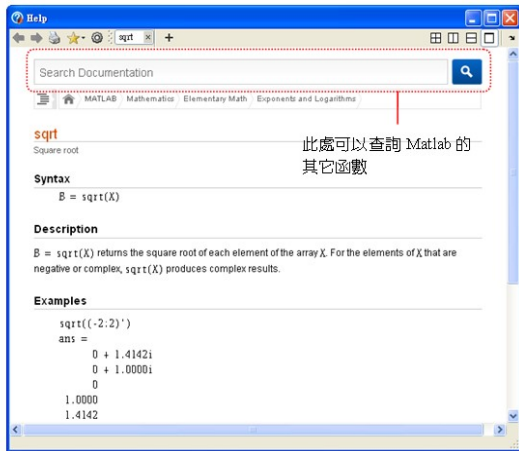 Help
sqrt
Search Documentation
MATLAB Mathematics Elementary Math Exponents and Logarithms
sqrt
Square root
此處可以查詢 Matlab 的
其它函數
Syntax
B = sqrt(X)
Description
B = sqrt(X) returns the square root of each element of the array X. For the elements of X that are
negative or complex, sqrt(X) produces complex results.
Examples
sqrt((-2:2)')
ans =
0 + 1.4142i
0 + 1.0000i
0
1.0000
1.4142